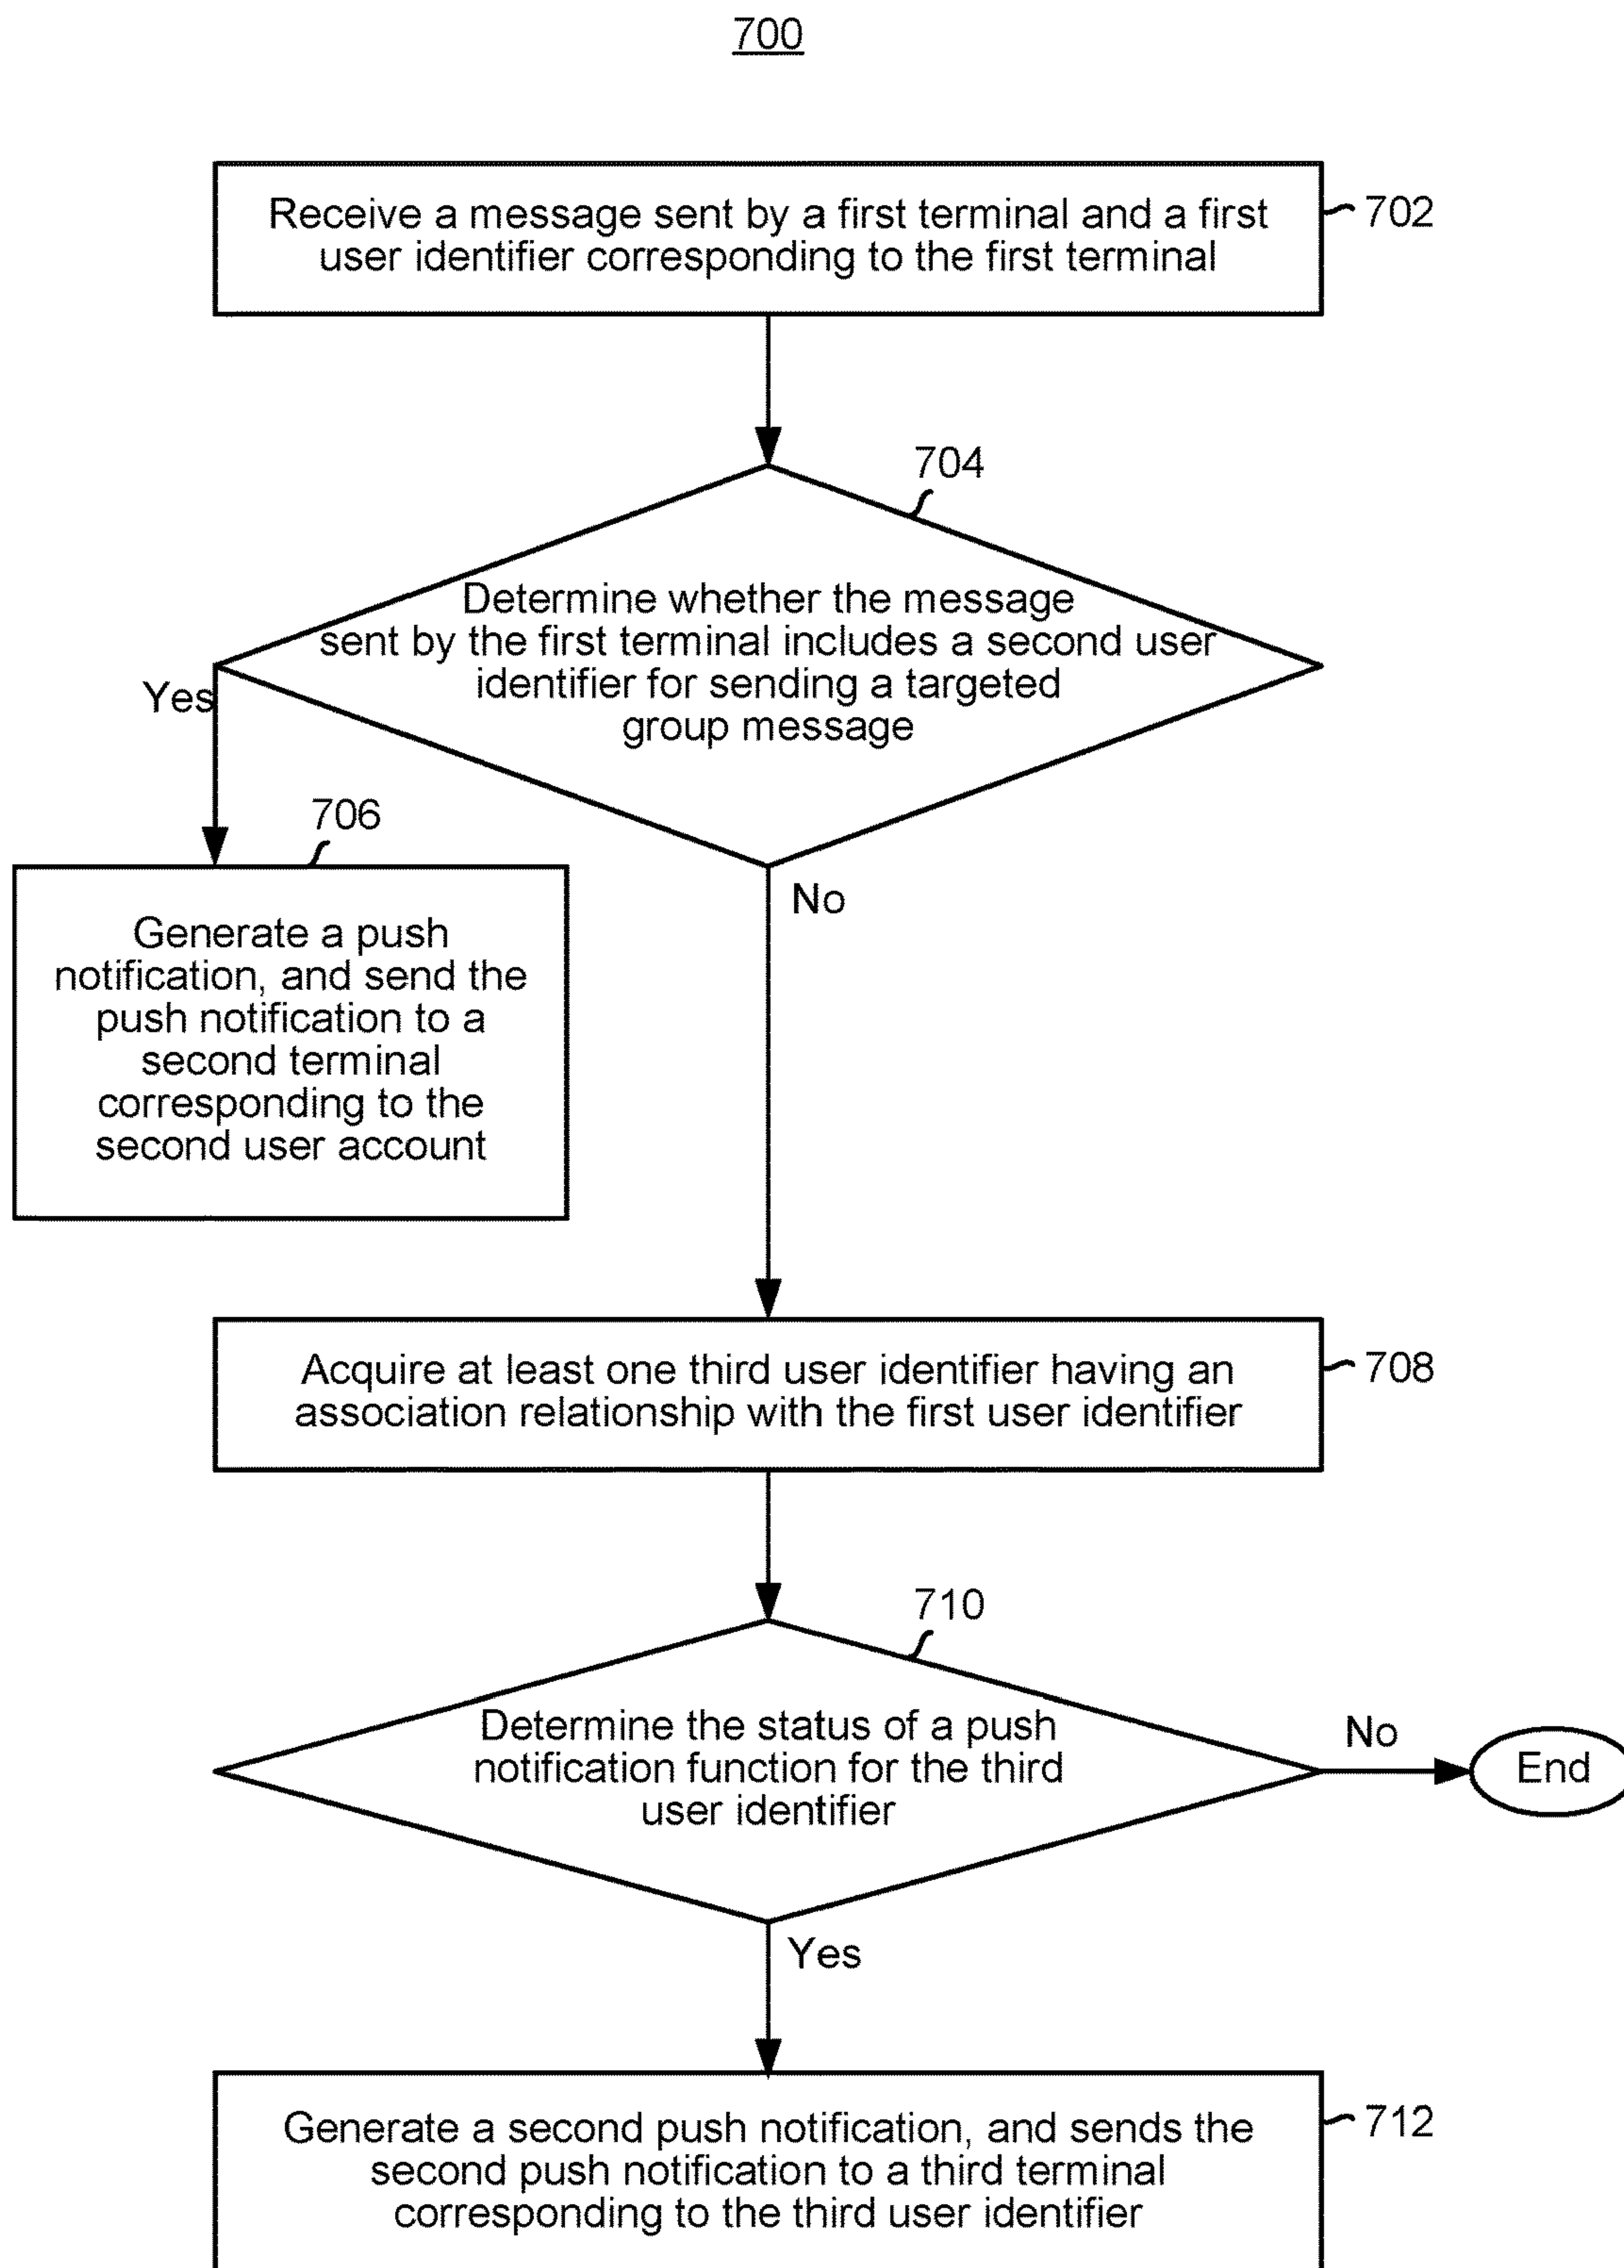 700
Receive a message sent by a first terminal and a first
user identifier corresponding to the first terminal
702
704
Determine whether the message
sent by the first terminal includes a second user
identifier for sending a targeted
group message
Yes
706
No
Generate a push
notification, and send the
push notification to a
second terminal
corresponding to the
second user account
Acquire at least one third user identifier having an
association relationship with the first user identifier
708
710
Determine the status of a push
notification function for the third
user identifier
No
End
Yes
Generate a second push notification, and sends the
second push notification to a third terminal
corresponding to the third user identifier
712